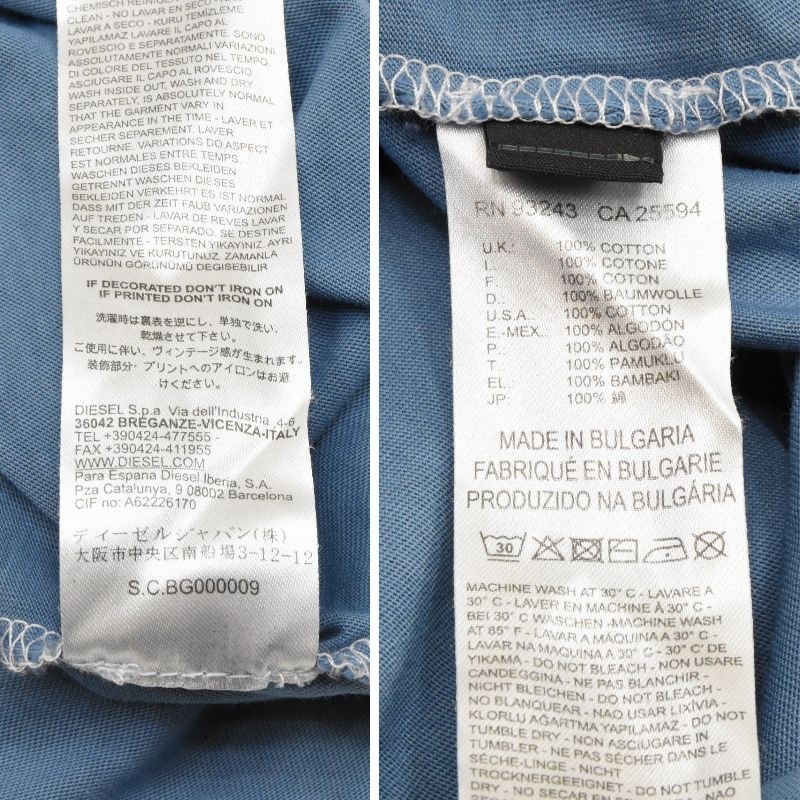 CHEMISCH REINIGEN
CLEAN - NO LAVAR EN SECO -
LAVAR A SECO - KURU TEMİZLEME
YAPILAMAZ LAVARE IL CAPO AL
ROVESCIO E SEPARATAMENTE. SONO
ASSOLUTAMENTE NORMALI VARIAZIONI
DI COLORE DEL TESSUTO NEL TEMPO.
ASCIUGARE IL CAPO AL ROVESCIO
WASH INSIDE OUT, WASH AND DRY
SEPARATELY, IS ABSOLUTELY NORMAL
THAT THE GARMENT VARY IN
APPEARANCE IN THE TIME - LAVER ET
SÉCHER SEPAREMENT. LAVER
RETOURNE. VARIATIONS DO ASPECT
EST NORMALES ENTRE TEMPS.
WASCHEN DIESES BEKLEIDEN
GETRENNT WASCHEN DIESES
BEKLEIDEN VERKEHRT ES IST NORMAL
DASS MIT DER ZEIT FAUB VARIATIONEN
AUF TREDEN - LAVAR DE REVES LAVAR
Y SECAR POR SEPARADO. SE DESTINE
FACILMENTE - TERSTEN YIKAYINIZ. AYRI
YIKAYINIZ VE KURUTUNUZ. ZAMANLA
ÜRÜNÜN GÖRÜNÜMÜ DEGISEBILIR
IF DECORATED DON'T IRON ON
IF PRINTED DON'T IRON ON
洗濯時は裏表を逆にし、単独で洗い、
乾燥させて下さい。
ご使用に伴い、ヴィンテージ感が生まれます。
装飾部分・プリントへのアイロンはお避
けください。
DIESEL S.p.a Via dell'Industria ,4-6
36042 BREGANZE-VICENZA-ITALY
TEL +390424-477555 -
FAX +390424-411955
WWW.DIESEL.COM
Para Espana Diesel Iberia, S.A.
Pza Catalunya, 9 08002 Barcelona
CIF no: A62226170
ディーゼルジャパン(株)
大阪市中央区南船場3-12-12
S.C.BG000009
RN 93243 CA 25594
U.K.: 100% COTTON
I.: 100% COTONE
F.: 100% COTON
D.: 100% BAUMWOLLE
U.S.A.: 100% COTTON
E-MEX.: 100% ALGODÓN
P.: 100% ALGODÃO
T.: 100% PAMUKLU
EL.: 100% BAMBAKI
JP: 100% 綿
MADE IN BULGARIA
FABRIQUÉ EN BULGARIE
PRODUZIDO NA BULGÁRIA
30
MACHINE WASH AT 30° C - LAVARE A
30° C - LAVER EN MACHINE Á 30° C -
BEI 30° C WASCHEN -MACHINE WASH
AT 85° F - LAVAR A MÁQUINA A 30° C -
LAVAR NA MAQUINA A 30° C - 30° C' DE
YIKAMA - DO NOT BLEACH - NON USARE
CANDEGGINA - NE PAS BLANCHIR -
NICHT BLEICHEN - DO NOT BLEACH -
NO BLANQUEAR - NAO USAR LIXÍVIA -
KLORLU AĞARTMA YAPILAMAZ - DO NOT
TUMBLE DRY - NON ASCIUGARE IN
TUMBLER - NE PAS SÉCHER DANS LE
SÉCHE-LINGE - NICHT
TROCKNERGEEIGNET - DO NOT TUMBLE
DRY - NO SECAR EN SECADORA -